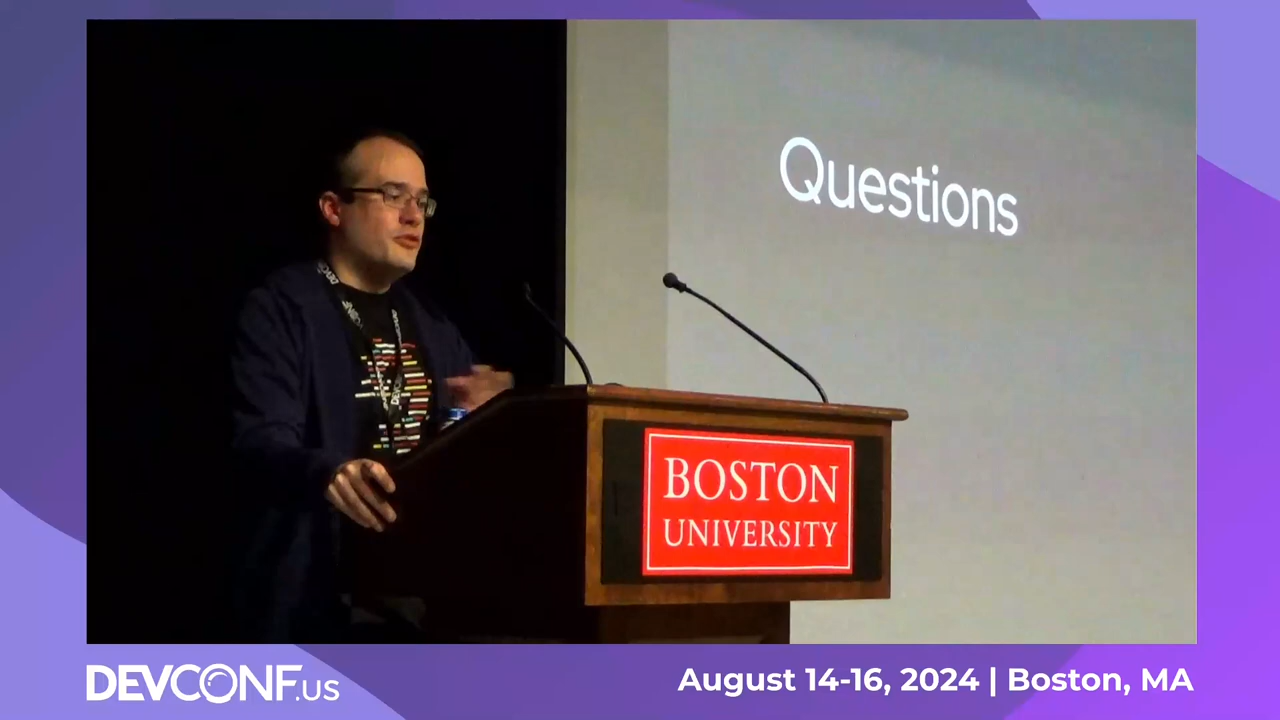 Questions
BOSTON
UNIVERSITY
DEVCONF.US
August 14-16, 2024 | Boston, MA